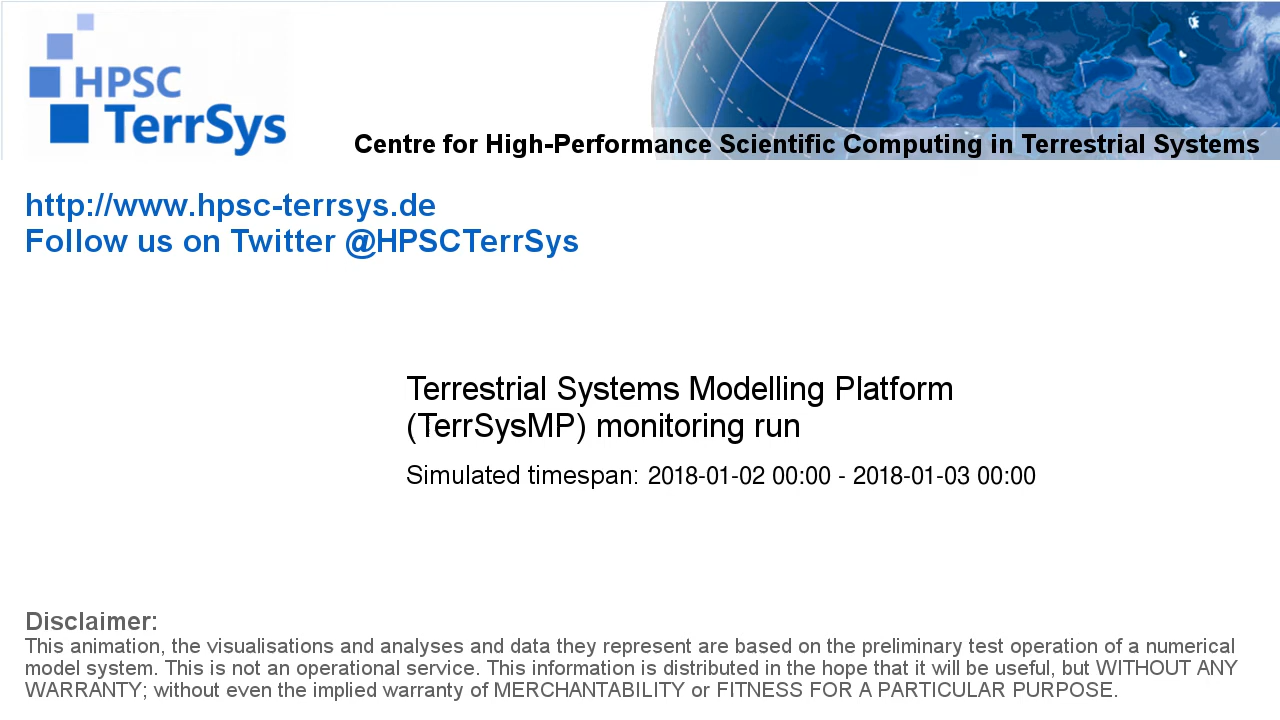 HPSC
TerrSys
Centre for High-Performance Scientific Computing in Terrestrial Systems
http://www.hpsc-terrsys.de
Follow us on Twitter @HPSCTerrSys
Terrestrial Systems Modelling Platform
(TerrSysMP) monitoring run
Simulated timespan: 2018-01-02 00:00 - 2018-01-03 00:00
Disclaimer:
This animation, the visualisations and analyses and data they represent are based on the preliminary test operation of a numerical
model system. This is not an operational service. This information is distributed in the hope that it will be useful, but WITHOUT ANY
WARRANTY; without even the implied warranty of MERCHANTABILITY or FITNESS FOR A PARTICULAR PURPOSE.